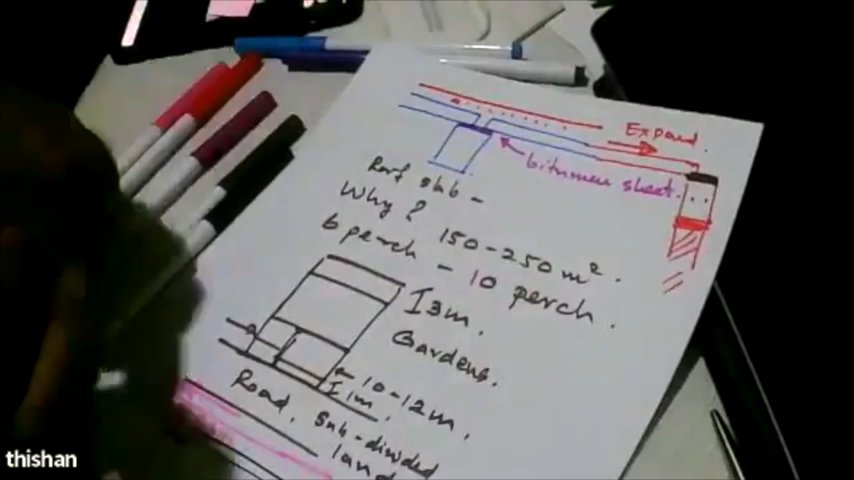 Expand.
bitumen sheet.
Roof slab -
Why? 150-250 m².
6 perch - 10 perch.
3m.
Gardens.
10-12m.
1m.
Road.
Sub-divided
land
thishan